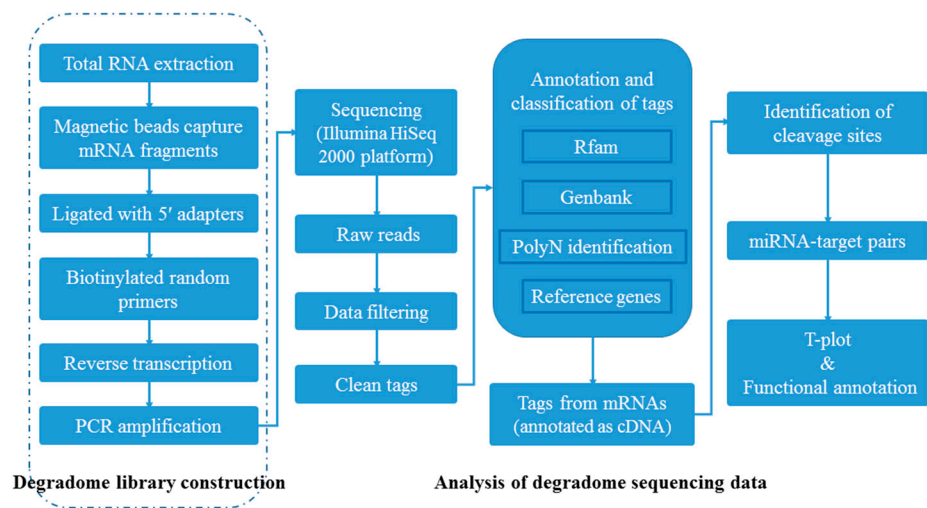 Total RNA extraction
Magnetic beads capture
mRNA fragments
Ligated with 5′ adapters
Biotinylated random
primers
Reverse transcription
PCR amplification
Degradome library construction
Sequencing
(Illumina HiSeq
2000 platform)
Raw reads
Data filtering
Clean tags
Annotation and
classification of tags
Rfam
Genbank
PolyN identification
Reference genes
Tags from mRNAs
(annotated as cDNA)
Identification of
cleavage sites
miRNA-target pairs
T-plot
&
Functional annotation
Analysis of degradome sequencing data